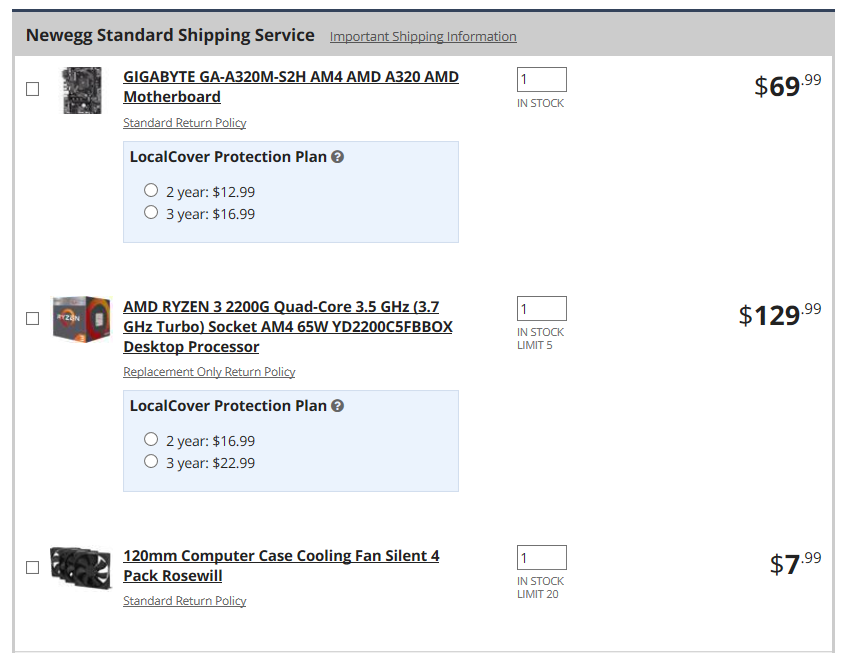 Newegg Standard Shipping Service Important Shipping Information
GIGABYTE GA-A320M-S2H AM4 AMD A320 AMD
Motherboard
1
IN STOCK
$69.99
Standard Return Policy
LocalCover Protection Plan ?
2 year: $12.99
3 year: $16.99
RYZEN
3
AMD RYZEN 3 2200G Quad-Core 3.5 GHz (3.7
GHz Turbo) Socket AM4 65W YD2200C5FBBOX
Desktop Processor
1
IN STOCK
LIMIT 5
$129.99
Replacement Only Return Policy
LocalCover Protection Plan ?
2 year: $16.99
3 year: $22.99
120mm Computer Case Cooling Fan Silent 4
Pack Rosewill
1
IN STOCK
LIMIT 20
$7.99
Standard Return Policy